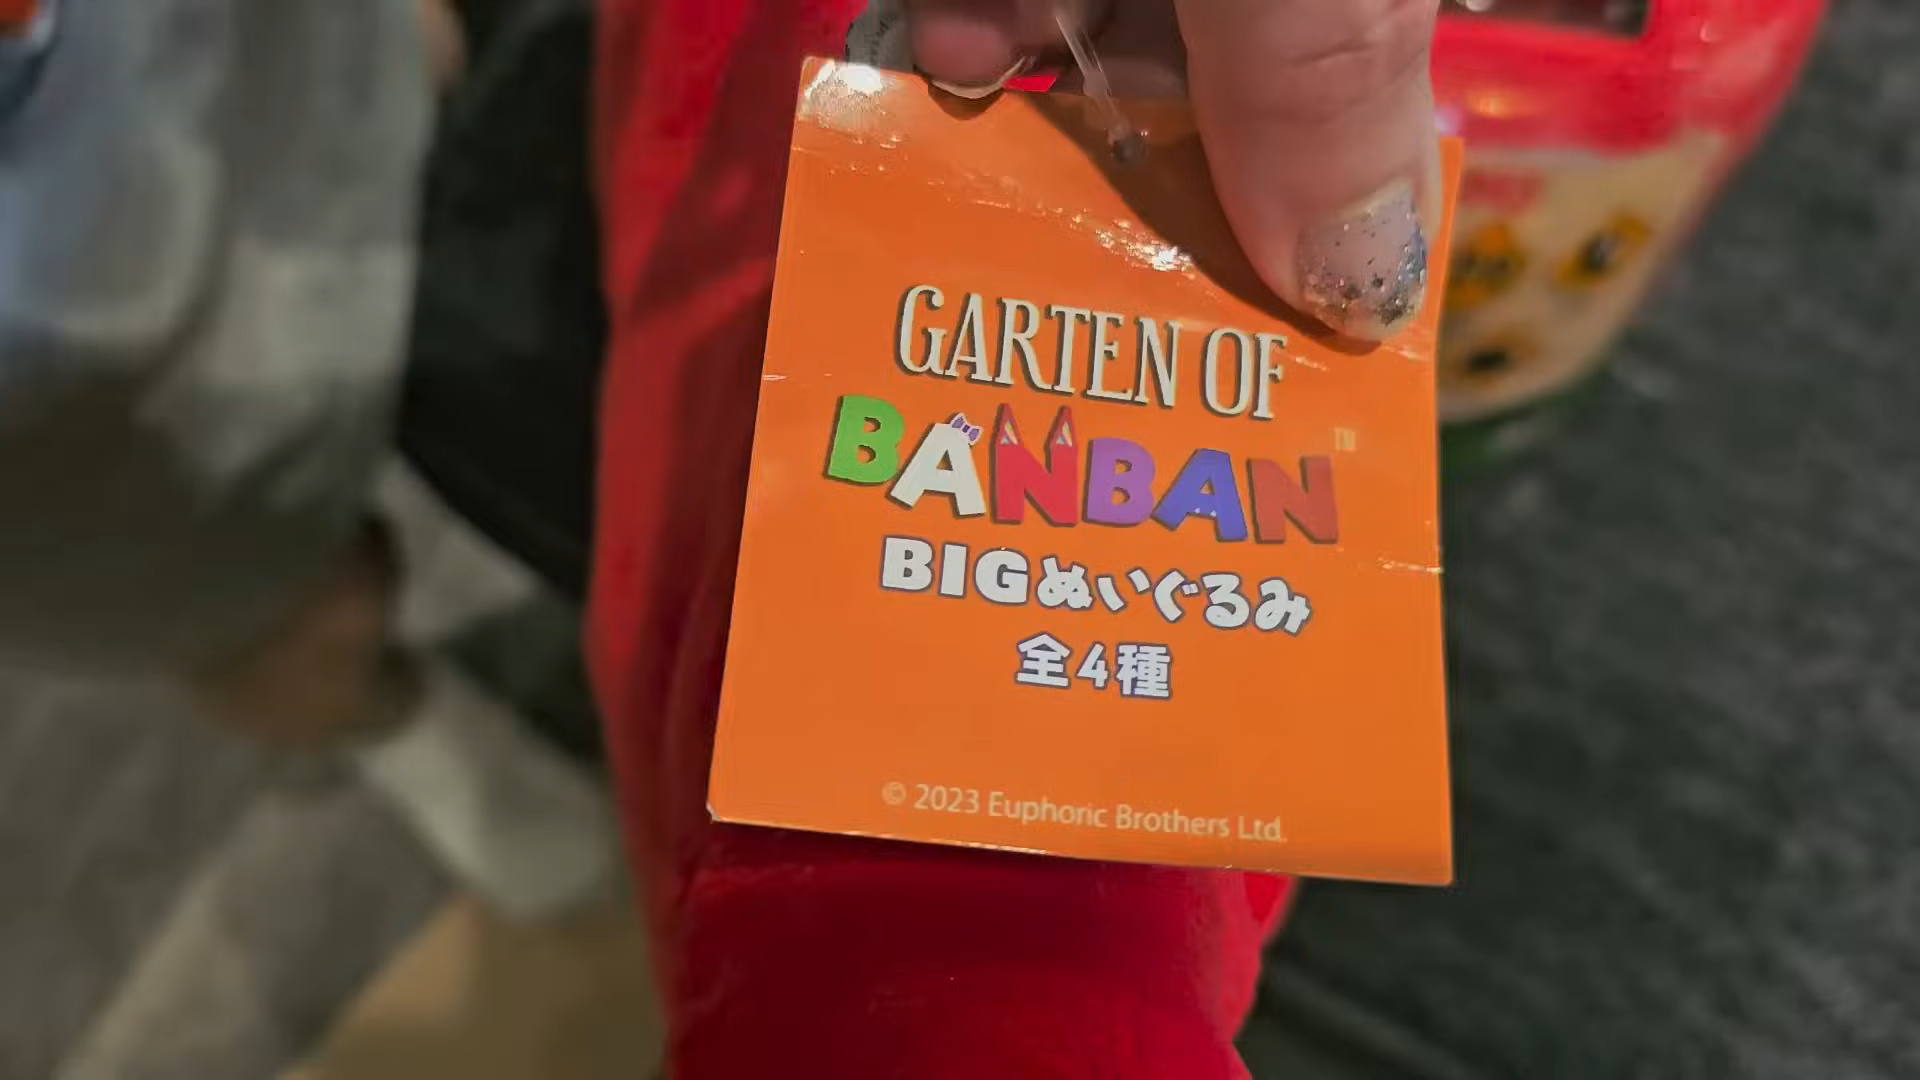 GARTEN OF
BANBAN™
BIGぬいぐるみ
全4種
© 2023 Euphoric Brothers Ltd.